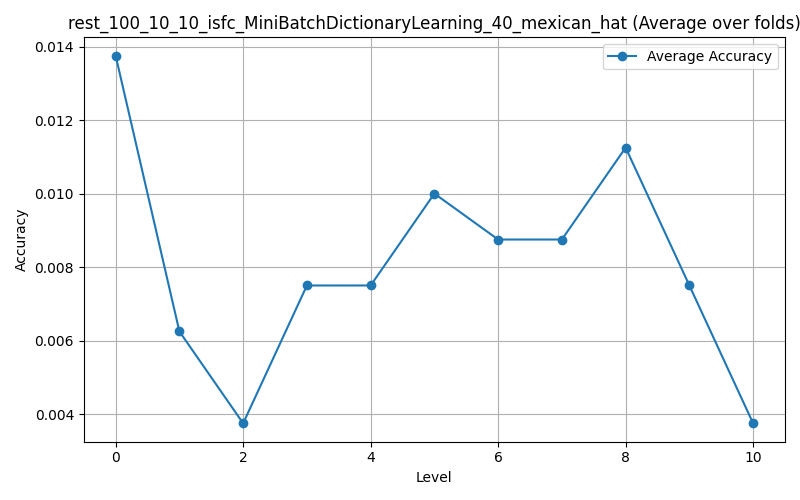 rest_100_10_10_isfc_MiniBatchDictionaryLearning_40_mexican_hat (Average over folds)
Average Accuracy
0.014
0.012
0.010
0.008
0.006
0.004
Accuracy
0 2 4 6 8 10
Level